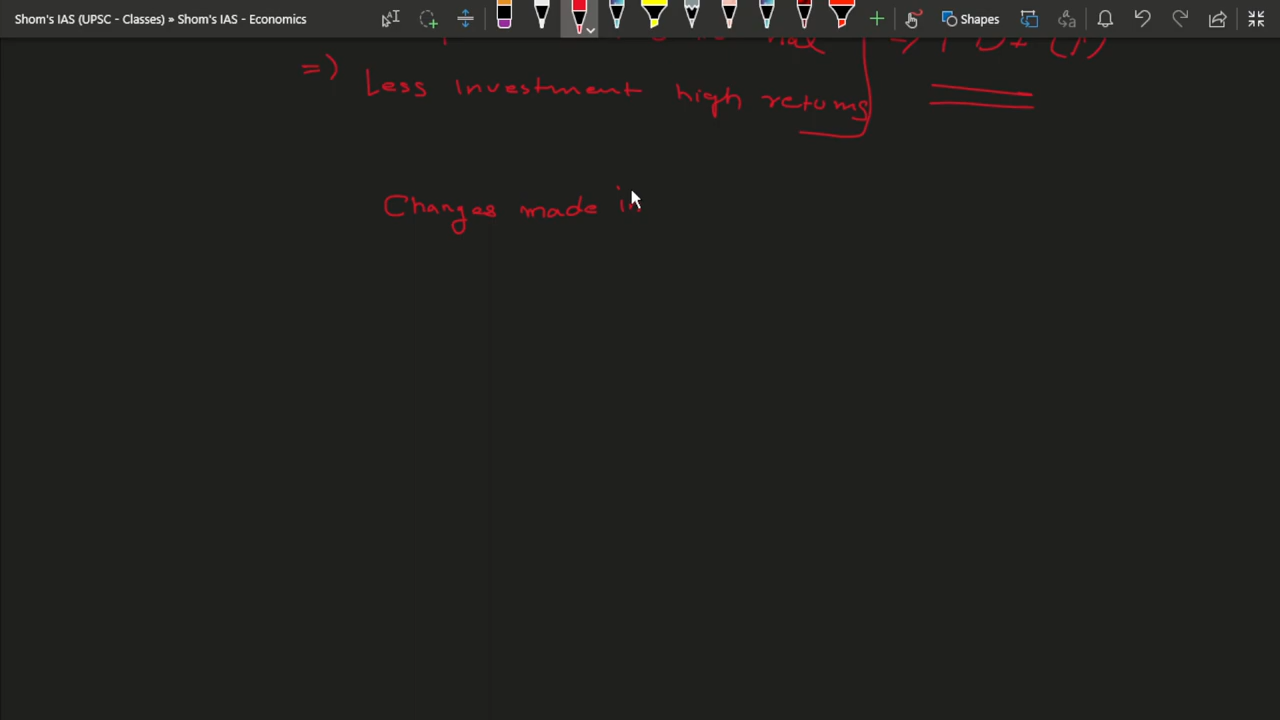 Shom's IAS (UPSC - Classes) » Shom's IAS - Economics
Shapes
=> Less investment high returns
Changes made in